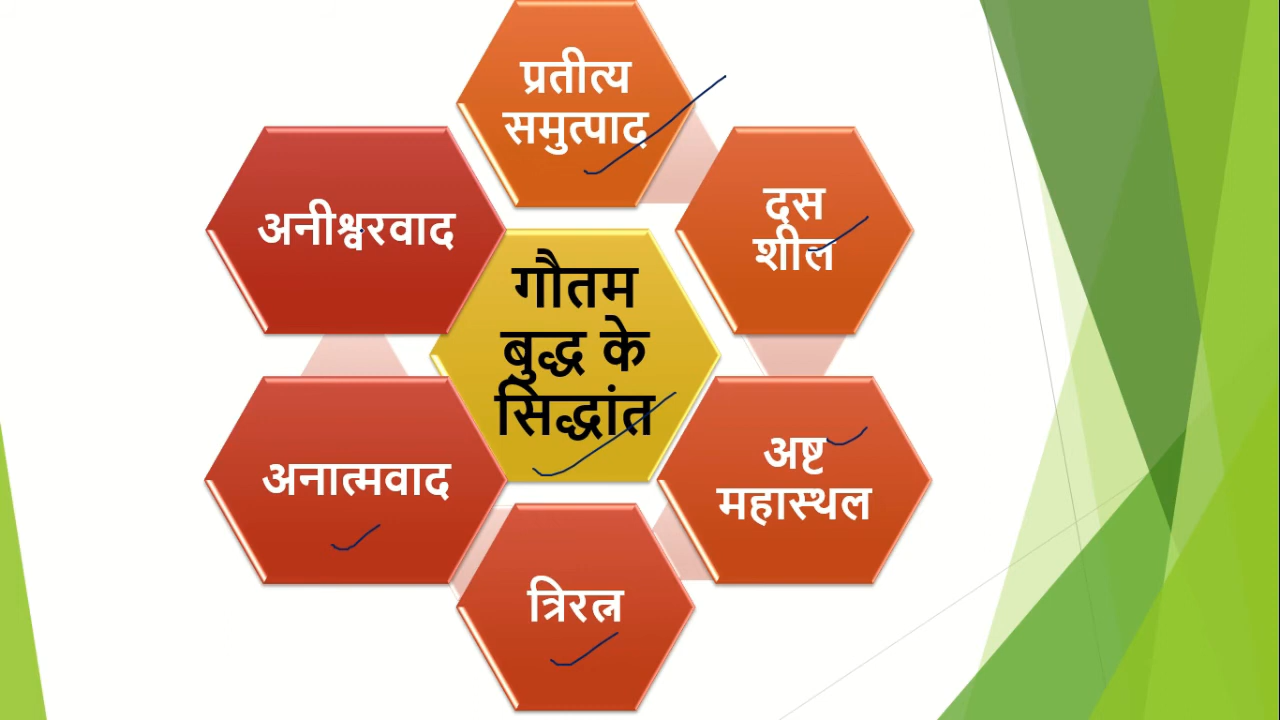 प्रतीत्य
समुत्पाद
दस
शील
अष्ट
महास्थल
त्रिरत्न
अनात्मवाद
अनीश्वरवाद
गौतम
बुद्ध के
सिद्धांत